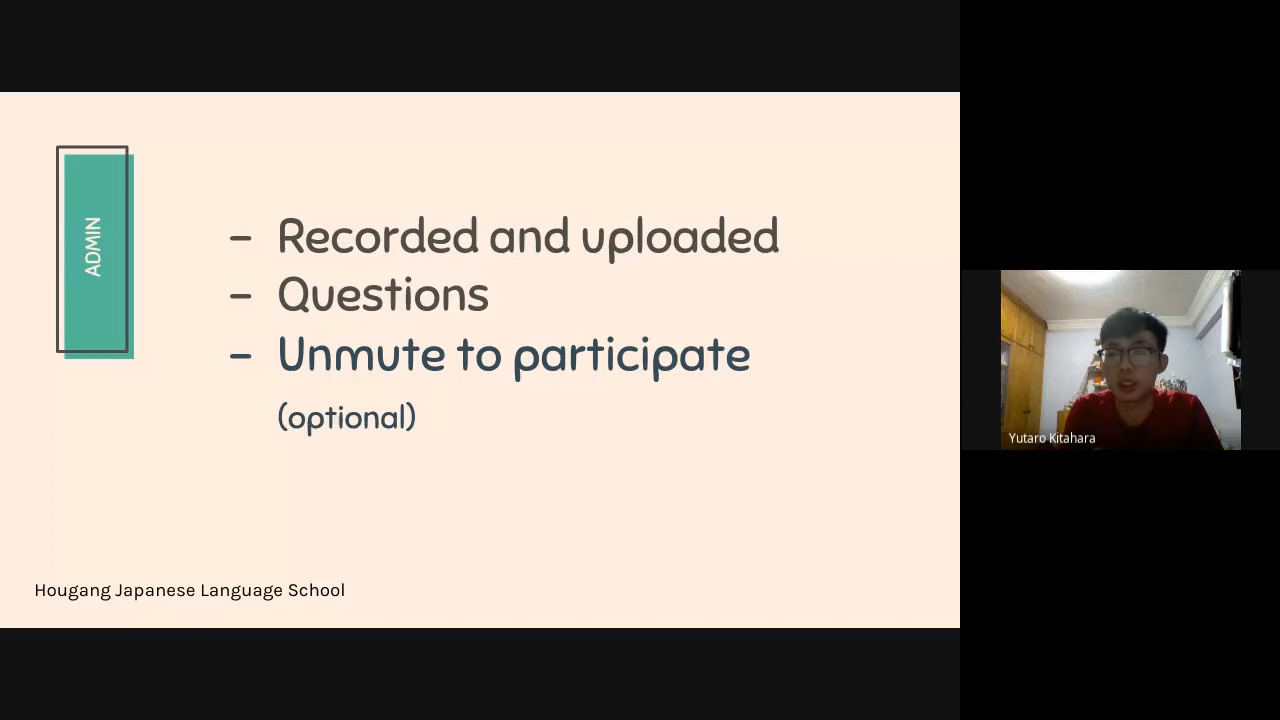 ADMIN
- Recorded and uploaded
- Questions
- Unmute to participate
(optional)
Hougang Japanese Language School
Yutaro Kitahara